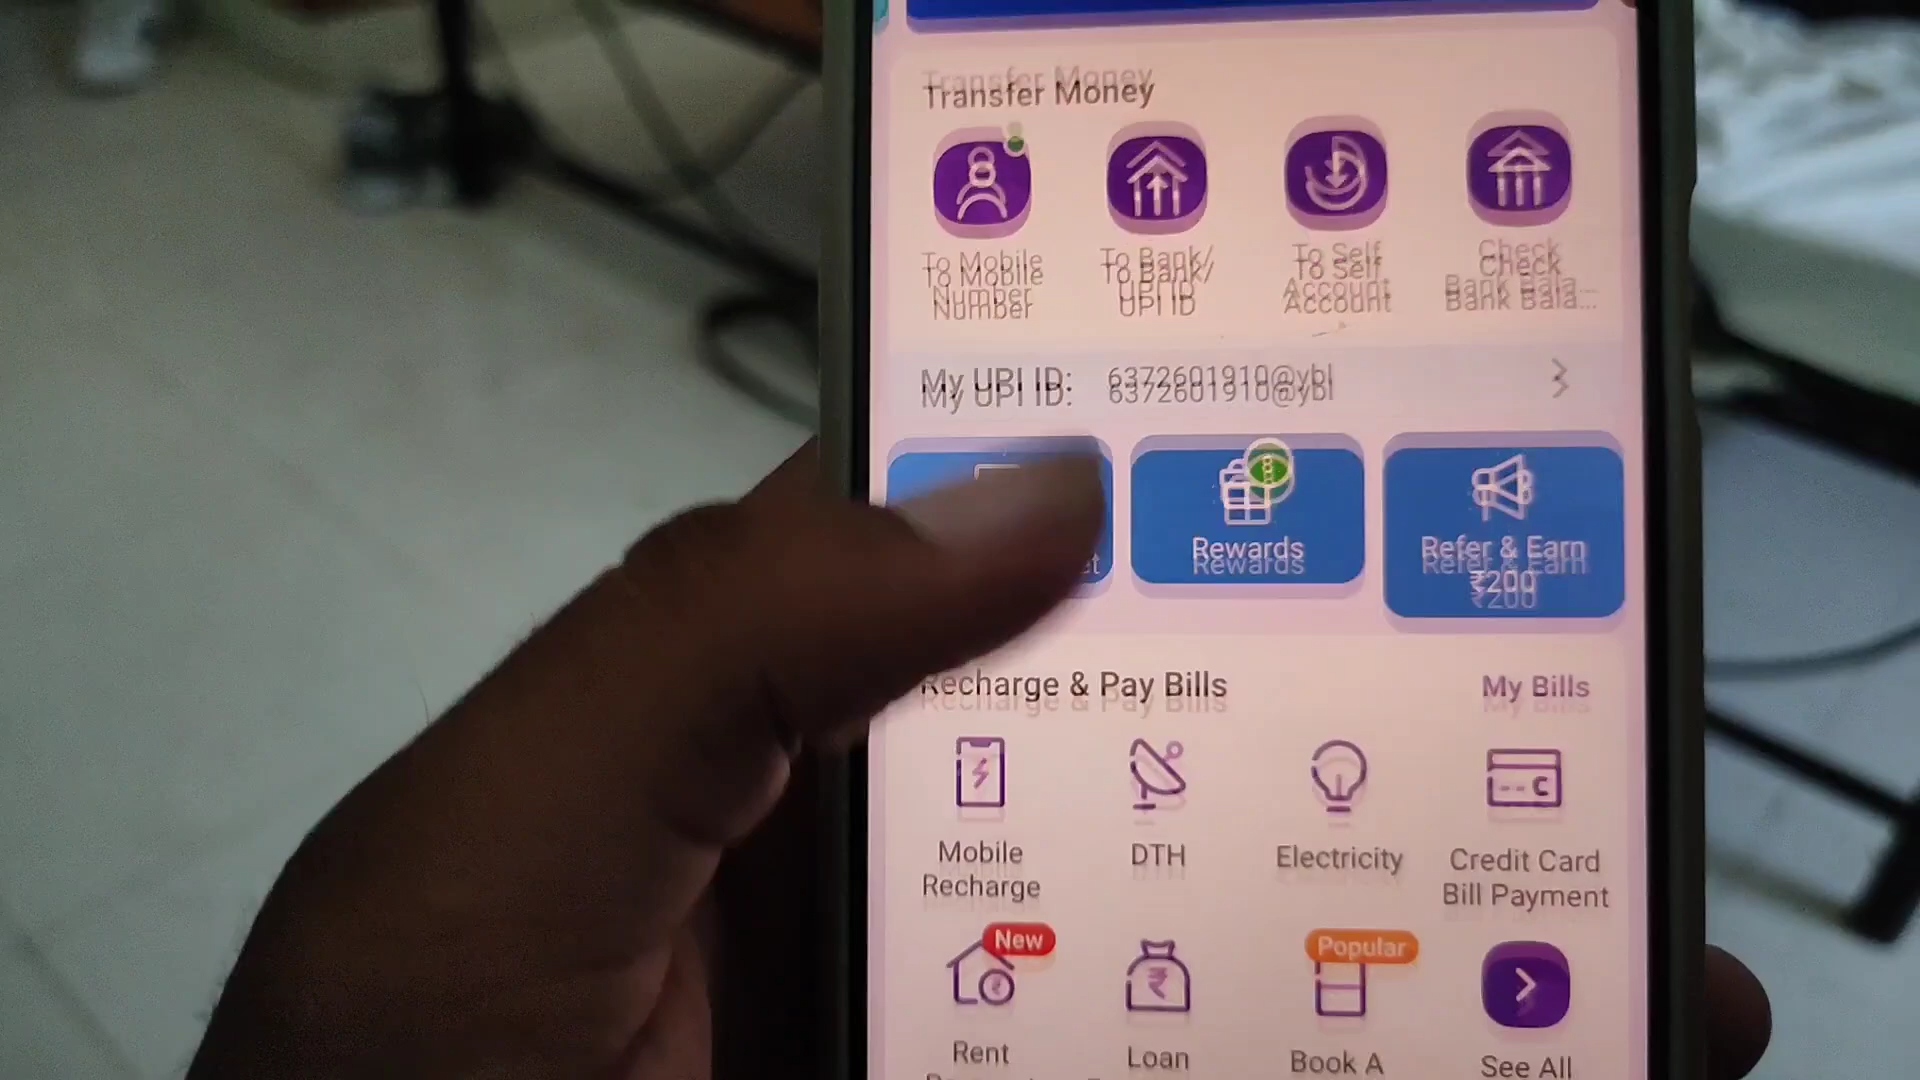 Transfer Money
To Mobile
Number
To Bank/
UPI ID
To Self
Account
Check
Bank Bala...
My UPI ID: 6372601910@ybl
Rewards
Refer & Earn
₹200
Recharge & Pay Bills
My Bills
Mobile
Recharge
DTH
Electricity
Credit Card
Bill Payment
New
Popular
Rent
Loan
Book A
See All